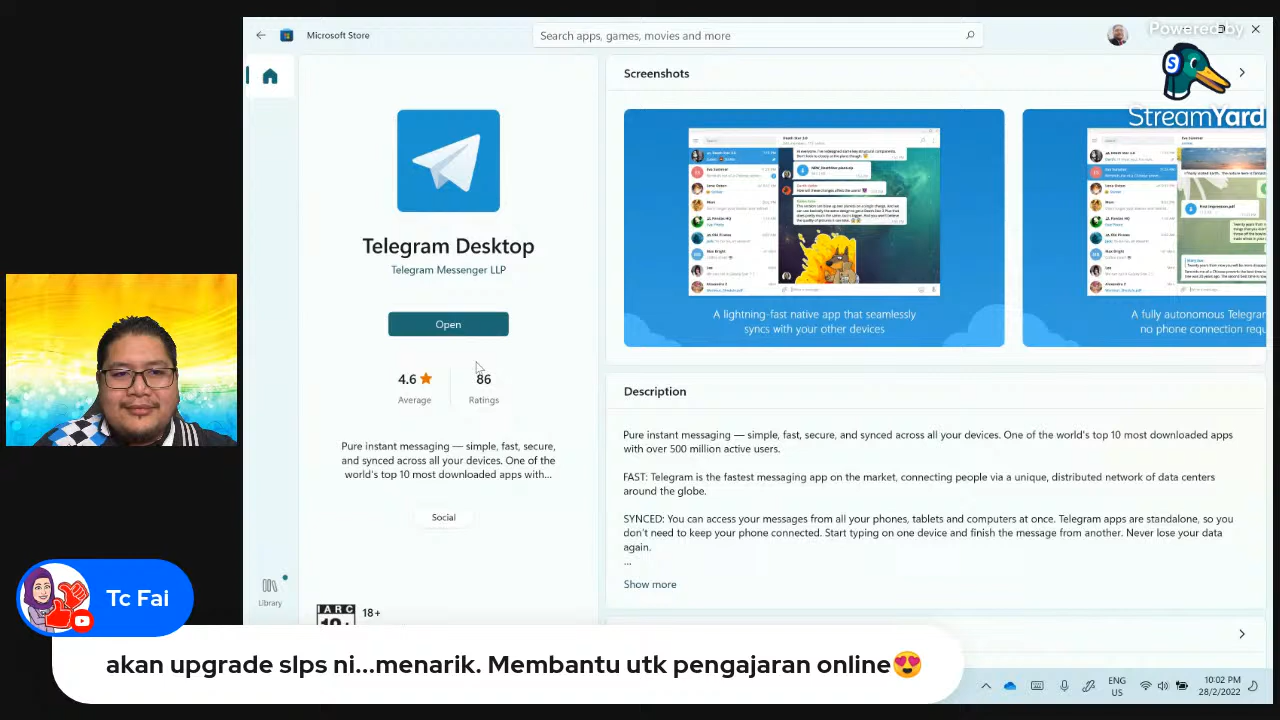 Microsoft Store
Search apps, games, movies and more
Powered by
StreamYard
Screenshots
A lightning-fast native app that seamlessly
syncs with your other devices
A fully autonomous Telegram
no phone connection requ
Telegram Desktop
Telegram Messenger LLP
Open
4.6
86
Average
Ratings
Pure instant messaging — simple, fast, secure,
and synced across all your devices. One of the
world's top 10 most downloaded apps with...
Social
Library
IARC
18+
Description
Pure instant messaging — simple, fast, secure, and synced across all your devices. One of the world's top 10 most downloaded apps
with over 500 million active users.
FAST: Telegram is the fastest messaging app on the market, connecting people via a unique, distributed network of data centers
around the globe.
SYNCED: You can access your messages from all your phones, tablets and computers at once. Telegram apps are standalone, so you
don't need to keep your phone connected. Start typing on one device and finish the message from another. Never lose your data
again.
...
Show more
Tc Fai
akan upgrade slps ni...menarik. Membantu utk pengajaran online😍
ENG
US
10:02 PM
28/2/2022